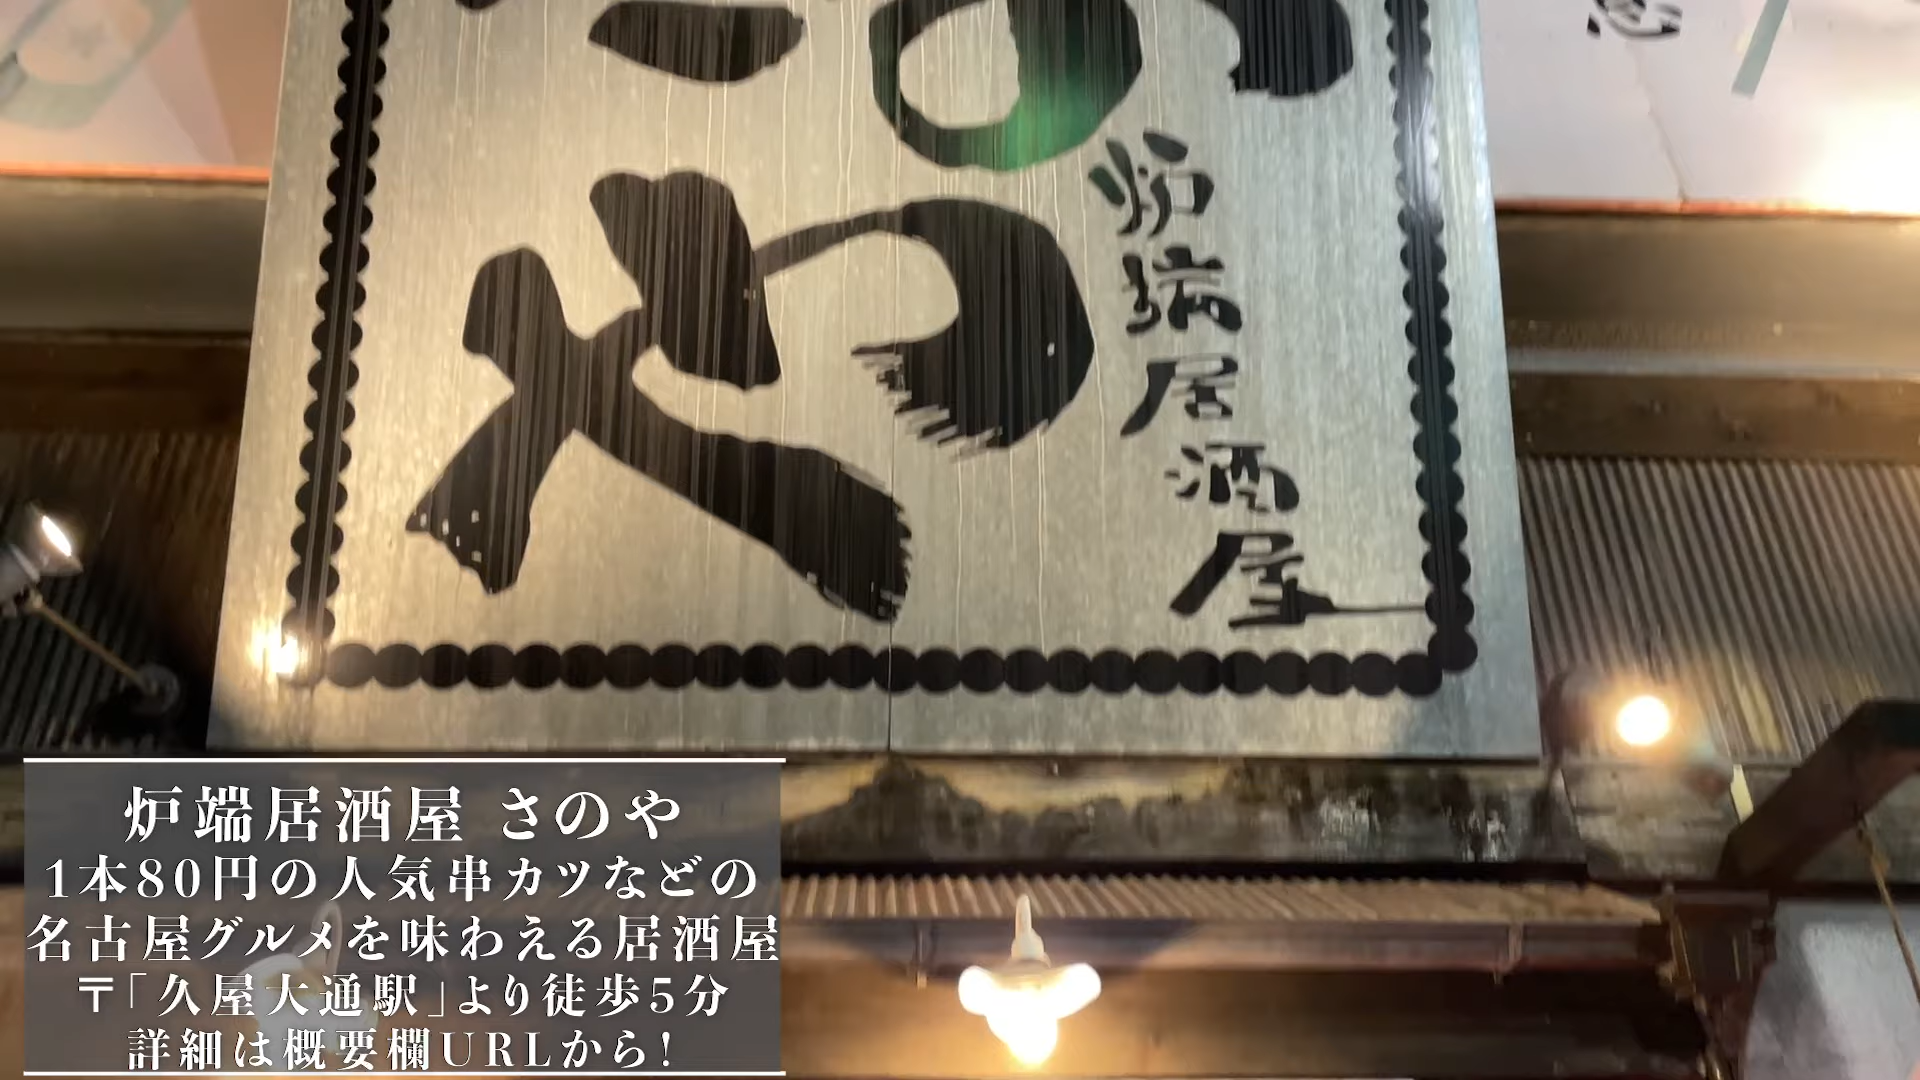 や
炉端居酒屋
炉端居酒屋 さのや
1本80円の人気串カツなどの
名古屋グルメを味わえる居酒屋
〒「久屋大通駅」より徒歩5分
詳細は概要欄URLから!